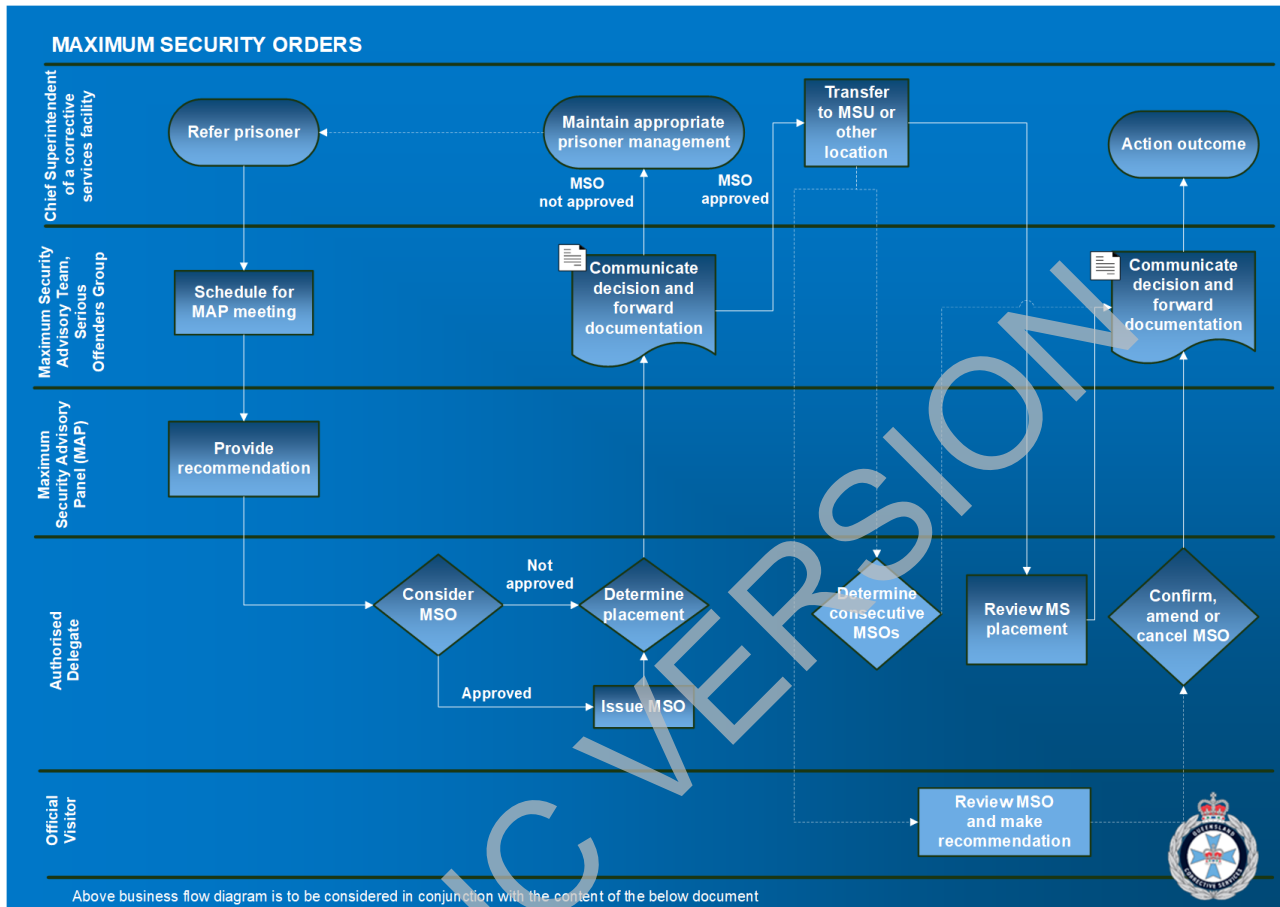 MAXIMUM SECURITY ORDERS
Chief Superintendent
of a corrective
services facility
Refer prisoner
Maintain appropriate
prisoner management
Transfer
to MSU or
other
location
Action outcome
MSO
not approved
MSO
approved
Maximum Security
Advisory Team,
Serious
Offenders Group
Schedule for
MAP meeting
Communicate
decision and
forward
documentation
Communicate
decision and
forward
documentation
Maximum
Security Advisory
Panel (MAP)
Provide
recommendation
Authorised
Delegate
Consider
MSO
Not
approved
Determine
placement
Approved
Issue MSO
Determine
consecutive
MSOs
Review MS
placement
Confirm,
amend or
cancel MSO
Official
Visitor
Review MSO
and make
recommendation
QUEENSLAND
CORRECTIVE SERVICES
Above business flow diagram is to be considered in conjunction with the content of the below document
IC VERSION